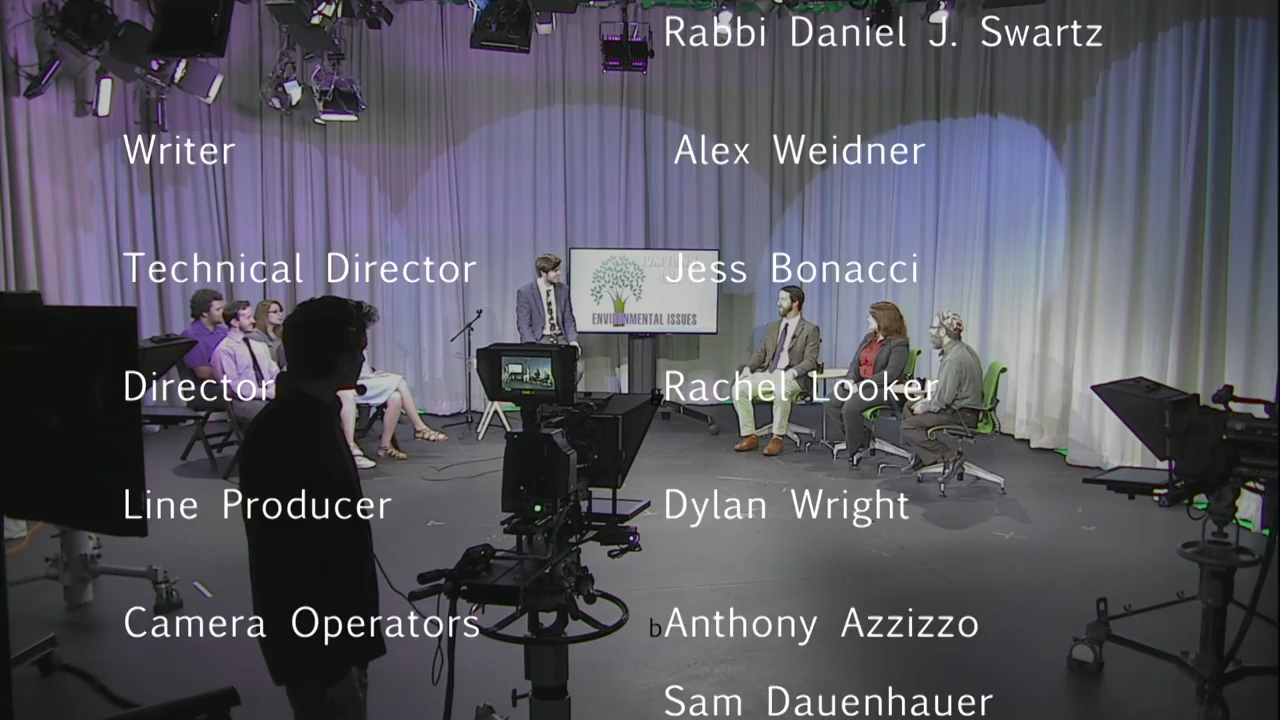 Rabbi Daniel J. Swartz
Writer Alex Weidner
Technical Director Jess Bonacci
ENVIRONMENTAL ISSUES
Director Rachel Looker
Line Producer Dylan Wright
Camera Operators bAnthony Azzizzo
Sam Dauenhauer